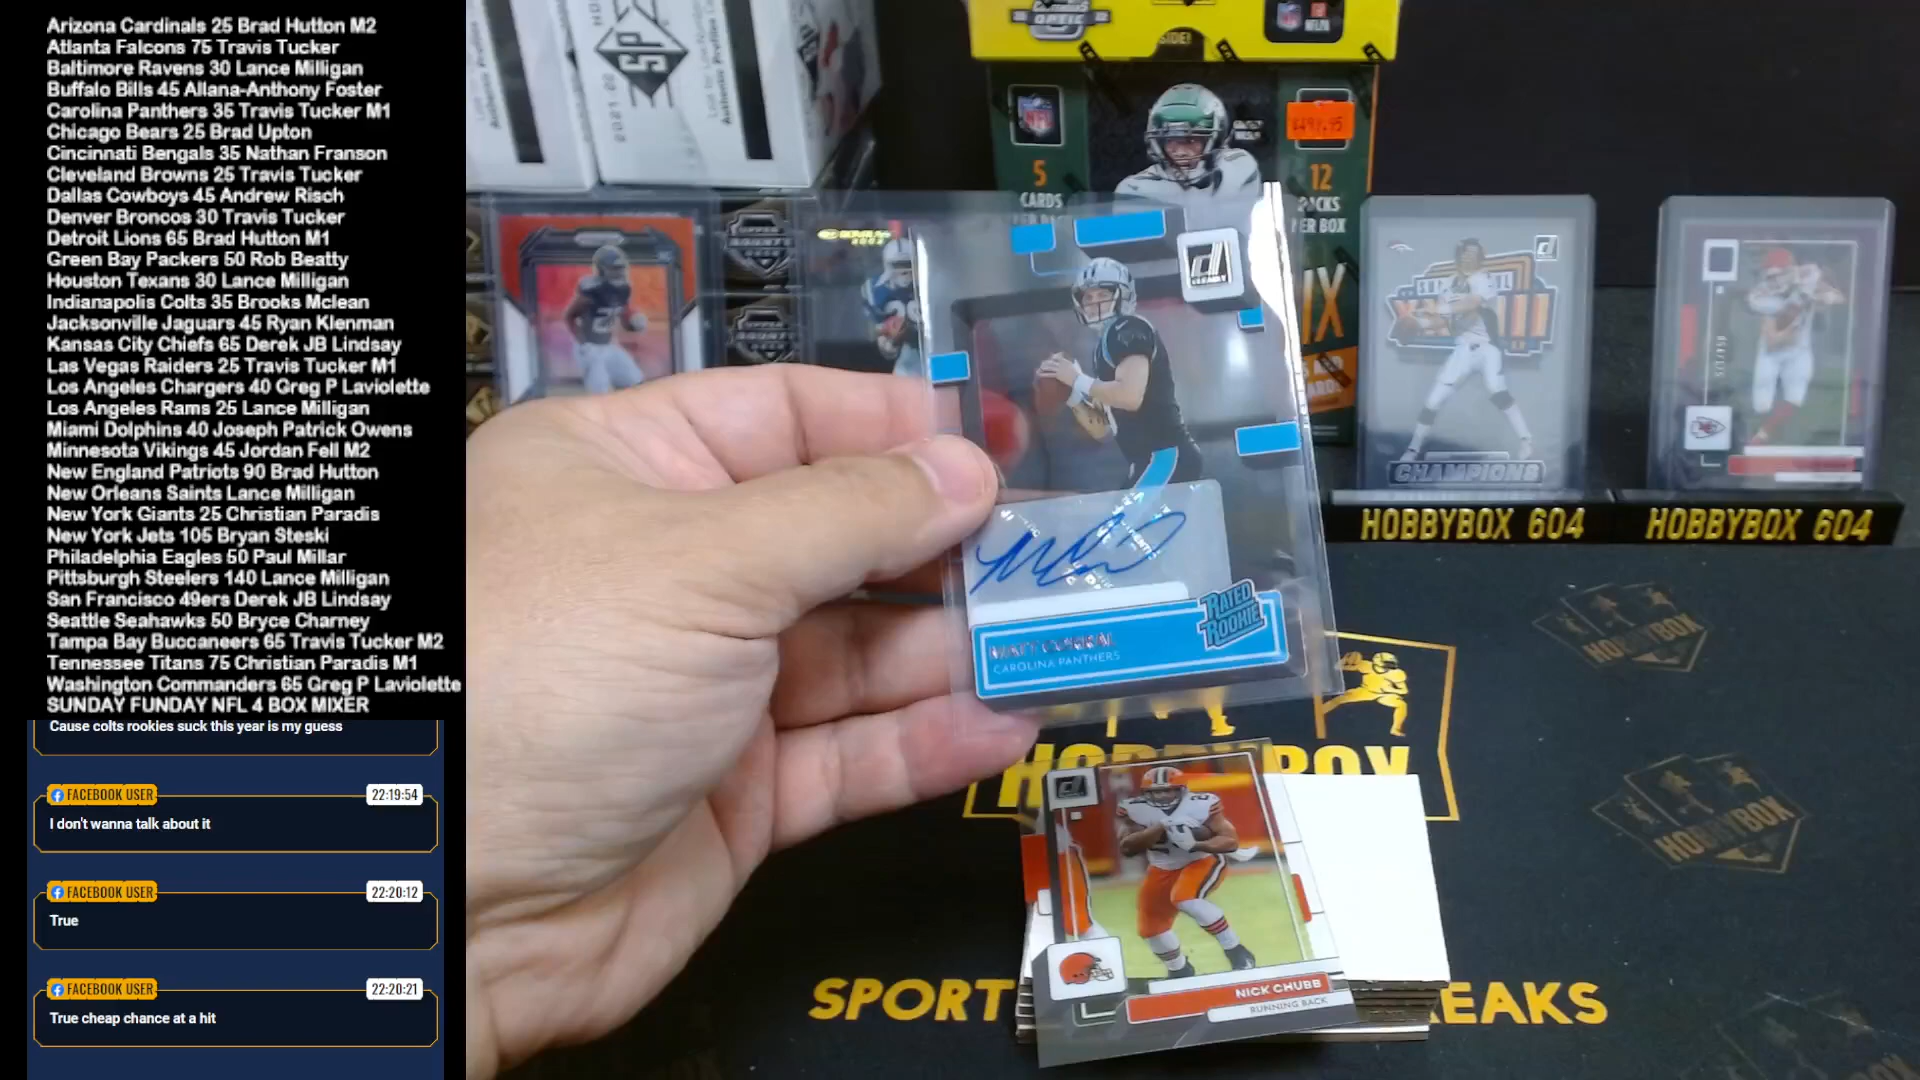 Arizona Cardinals 25 Brad Hutton M2
Atlanta Falcons 75 Travis Tucker
Baltimore Ravens 30 Lance Milligan
Buffalo Bills 45 Allana-Anthony Foster
Carolina Panthers 35 Travis Tucker M1
Chicago Bears 25 Brad Upton
Cincinnati Bengals 35 Nathan Franson
Cleveland Browns 25 Travis Tucker
Dallas Cowboys 45 Andrew Risch
Denver Broncos 30 Travis Tucker
Detroit Lions 65 Brad Hutton M1
Green Bay Packers 50 Rob Beatty
Houston Texans 30 Lance Milligan
Indianapolis Colts 35 Brooks Mclean
Jacksonville Jaguars 45 Ryan Klenman
Kansas City Chiefs 65 Derek JB Lindsay
Las Vegas Raiders 25 Travis Tucker M1
Los Angeles Chargers 40 Greg P Laviolette
Los Angeles Rams 25 Lance Milligan
Miami Dolphins 40 Joseph Patrick Owens
Minnesota Vikings 45 Jordan Fell M2
New England Patriots 90 Brad Hutton
New Orleans Saints Lance Milligan
New York Giants 25 Christian Paradis
New York Jets 105 Bryan Steski
Philadelphia Eagles 50 Paul Millar
Pittsburgh Steelers 140 Lance Milligan
San Francisco 49ers Derek JB Lindsay
Seattle Seahawks 50 Bryce Charney
Tampa Bay Buccaneers 65 Travis Tucker M2
Tennessee Titans 75 Christian Paradis M1
Washington Commanders 65 Greg P Laviolette
SUNDAY FUNDAY NFL 4 BOX MIXER
Cause colts rookies suck this year is my guess
FACEBOOK USER
22:19:54
I don't wanna talk about it
FACEBOOK USER
22:20:12
True
FACEBOOK USER
22:20:21
True cheap chance at a hit
SP
2021-22
Authentic
OPTIC
NFL
5
CARDS
12
PACKS
PER BOX
CHAMPIONS
HOBBYBOX 604
HOBBYBOX 604
RATED
ROOKIE
MATT CORRAL
CAROLINA PANTHERS
HOBBYBOX
NICK CHUBB
RUNNING BACK
SPORT
EAKS
HOBBYBOX
HOBBYBOX